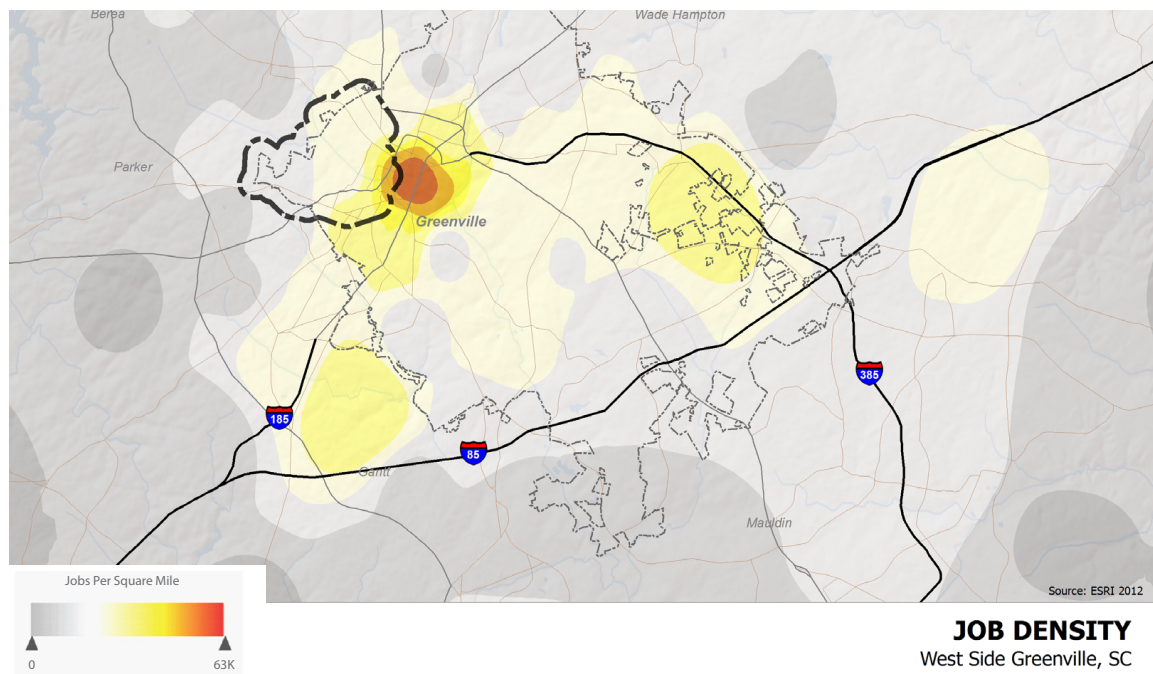 Berea
Wade Hampton
Parker
Greenville
385
185
85
Gantt
Mauldin
Source: ESRI 2012
Jobs Per Square Mile
0
63K
JOB DENSITY
West Side Greenville, SC